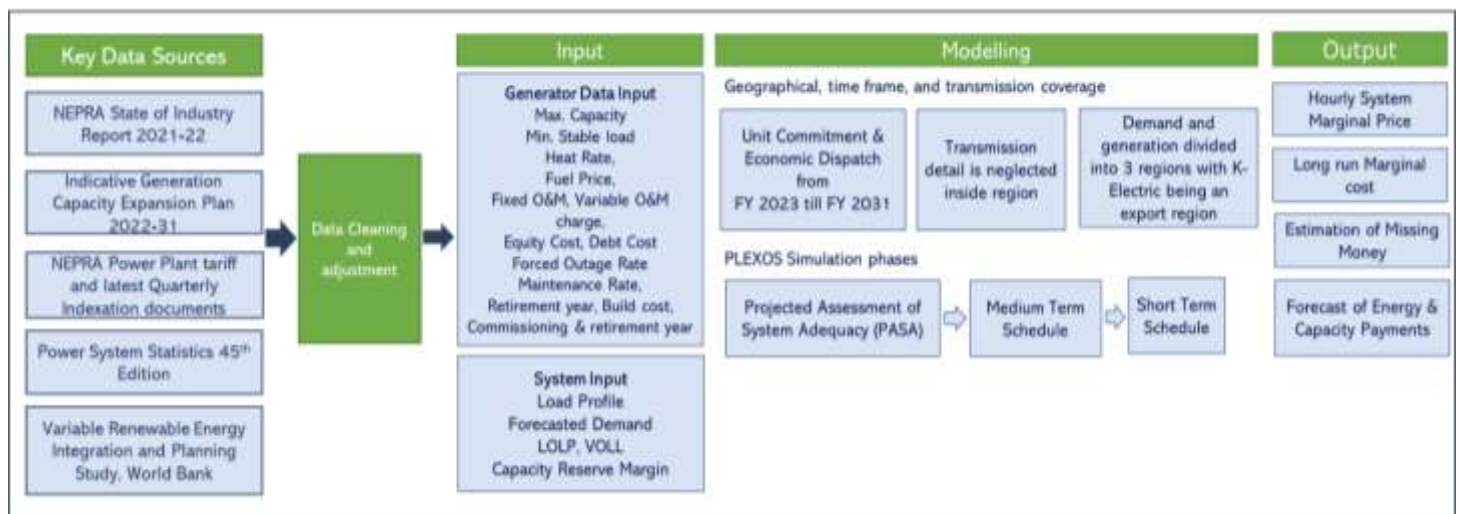 Key Data Sources
NEPRA State of Industry
Report 2021-22
Indicative Generation
Capacity Expansion Plan
2022-31
NEPRA Power Plant tariff
and latest Quarterly
Indexation documents
Power System Statistics 45th
Edition
Variable Renewable Energy
Integration and Planning
Study, World Bank
Data Cleaning
and
adjustment
Input
Generator Data Input
Max. Capacity
Min. Stable load
Heat Rate,
Fuel Price,
Fixed O&M, Variable O&M
charge,
Equity Cost, Debt Cost
Forced Outage Rate
Maintenance Rate,
Retirement year, Build cost,
Commissioning & retirement year
System Input
Load Profile
Forecasted Demand
LOLP, VOLL
Capacity Reserve Margin
Modelling
Geographical, time frame, and transmission coverage
Unit Commitment &
Economic Dispatch
from
FY 2023 till FY 2031
Transmission
detail is neglected
inside region
Demand and
generation divided
into 3 regions with K-
Electric being an
export region
PLEXOS Simulation phases
Projected Assessment of
System Adequacy (PASA)
Medium Term
Schedule
Short Term
Schedule
Output
Hourly System
Marginal Price
Long run Marginal
cost
Estimation of Missing
Money
Forecast of Energy &
Capacity Payments